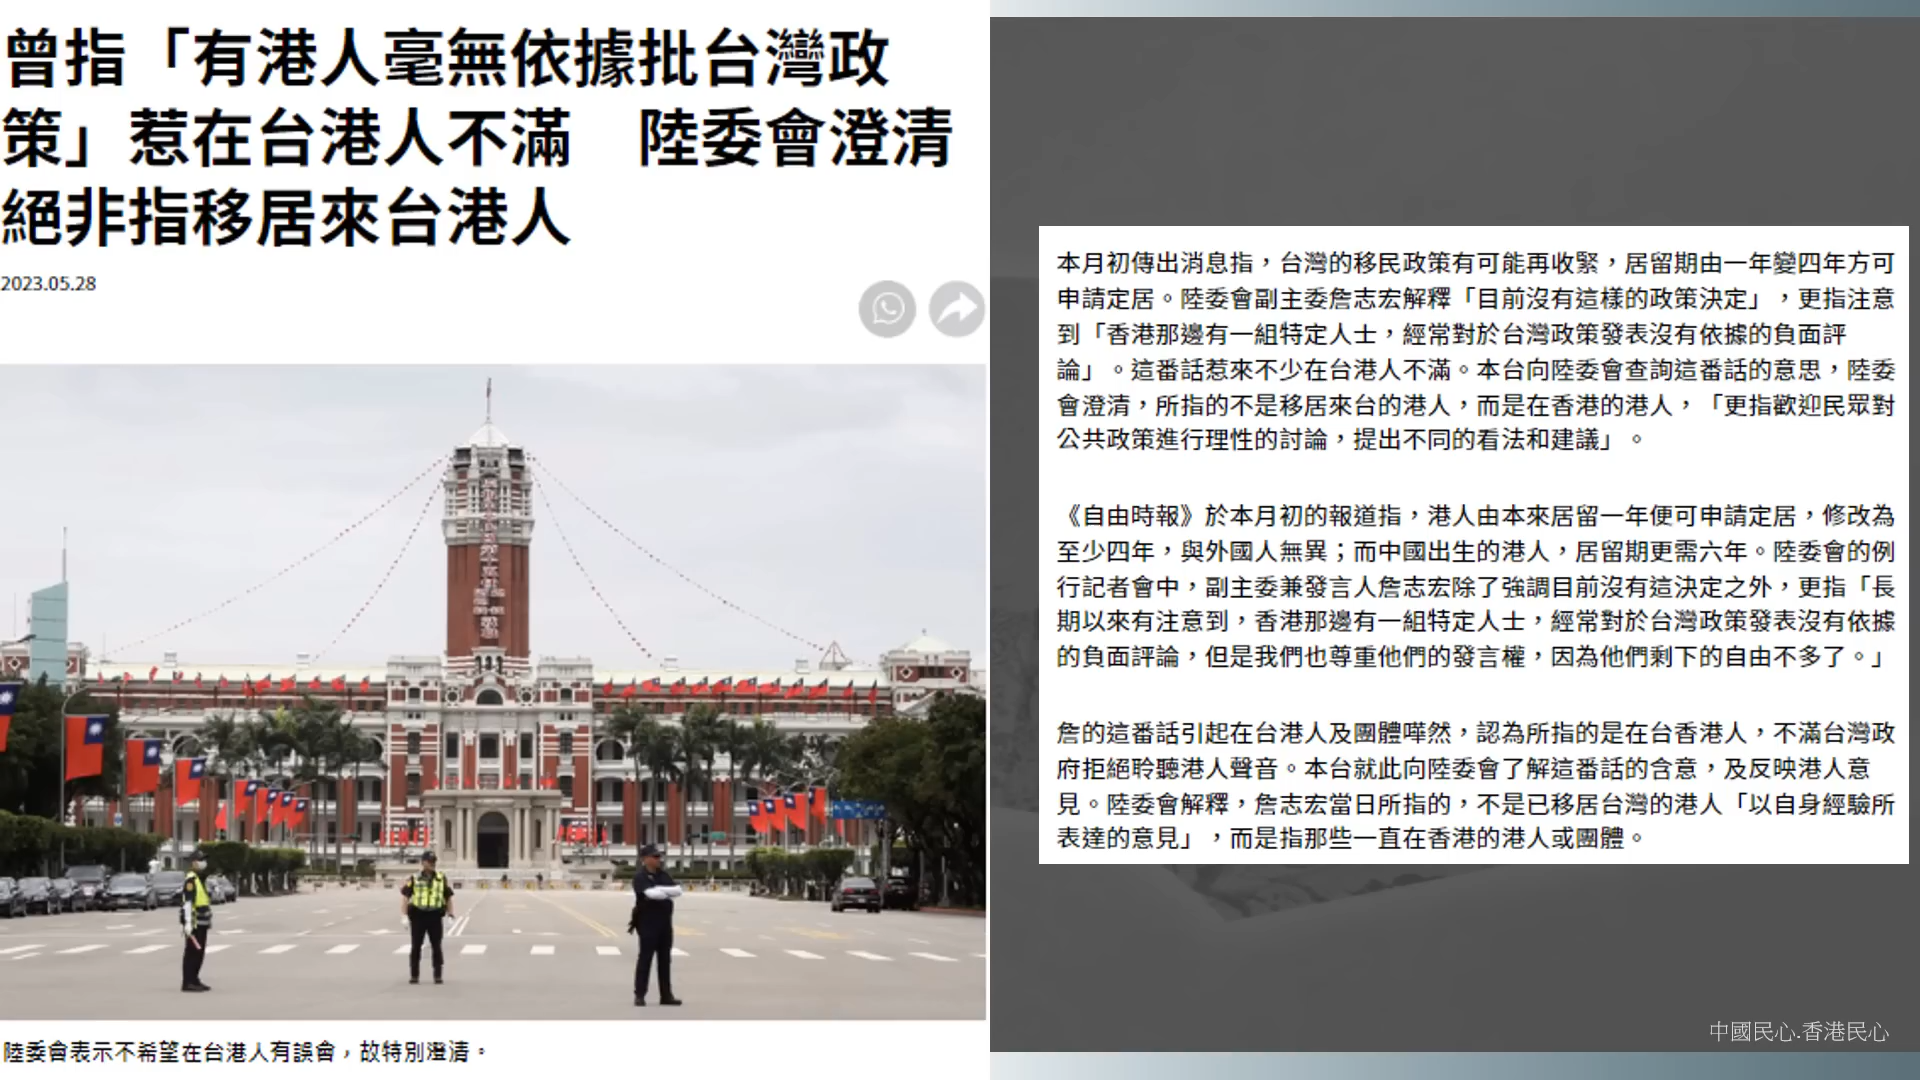 曾指「有港人毫無依據批台灣政
策」惹在台港人不滿　陸委會澄清
絕非指移居來台港人
2023.05.28
陸委會表示不希望在台港人有誤會，故特別澄清。
本月初傳出消息指，台灣的移民政策有可能再收緊，居留期由一年變四年方可
申請定居。陸委會副主委詹志宏解釋「目前沒有這樣的政策決定」，更指注意
到「香港那邊有一組特定人士，經常對於台灣政策發表沒有依據的負面評
論」。這番話惹來不少在台港人不滿。本台向陸委會查詢這番話的意思，陸委
會澄清，所指的不是移居來台的港人，而是在香港的港人，「更指歡迎民眾對
公共政策進行理性的討論，提出不同的看法和建議」。
《自由時報》於本月初的報道指，港人由本來居留一年便可申請定居，修改為
至少四年，與外國人無異；而中國出生的港人，居留期更需六年。陸委會的例
行記者會中，副主委兼發言人詹志宏除了強調目前沒有這決定之外，更指「長
期以來有注意到，香港那邊有一組特定人士，經常對於台灣政策發表沒有依據
的負面評論，但是我們也尊重他們的發言權，因為他們剩下的自由不多了。」
詹的這番話引起在台港人及團體嘩然，認為所指的是在台香港人，不滿台灣政
府拒絕聆聽港人聲音。本台就此向陸委會了解這番話的含意，及反映港人意
見。陸委會解釋，詹志宏當日所指的，不是已移居台灣的港人「以自身經驗所
表達的意見」，而是指那些一直在香港的港人或團體。
中國民心.香港民心